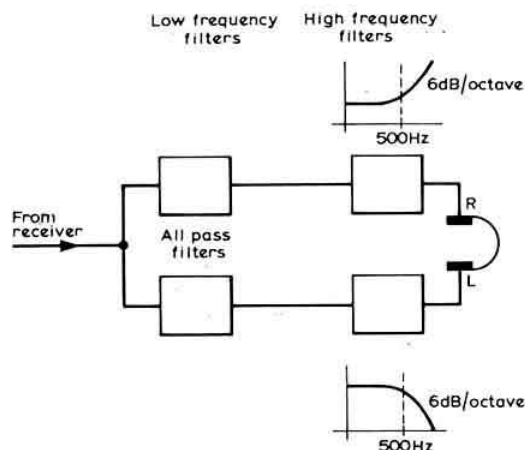 Low frequency
filters
High frequency
filters
6dB/octave
500Hz
R
From
receiver
All pass
filters
L
6dB/octave
500Hz